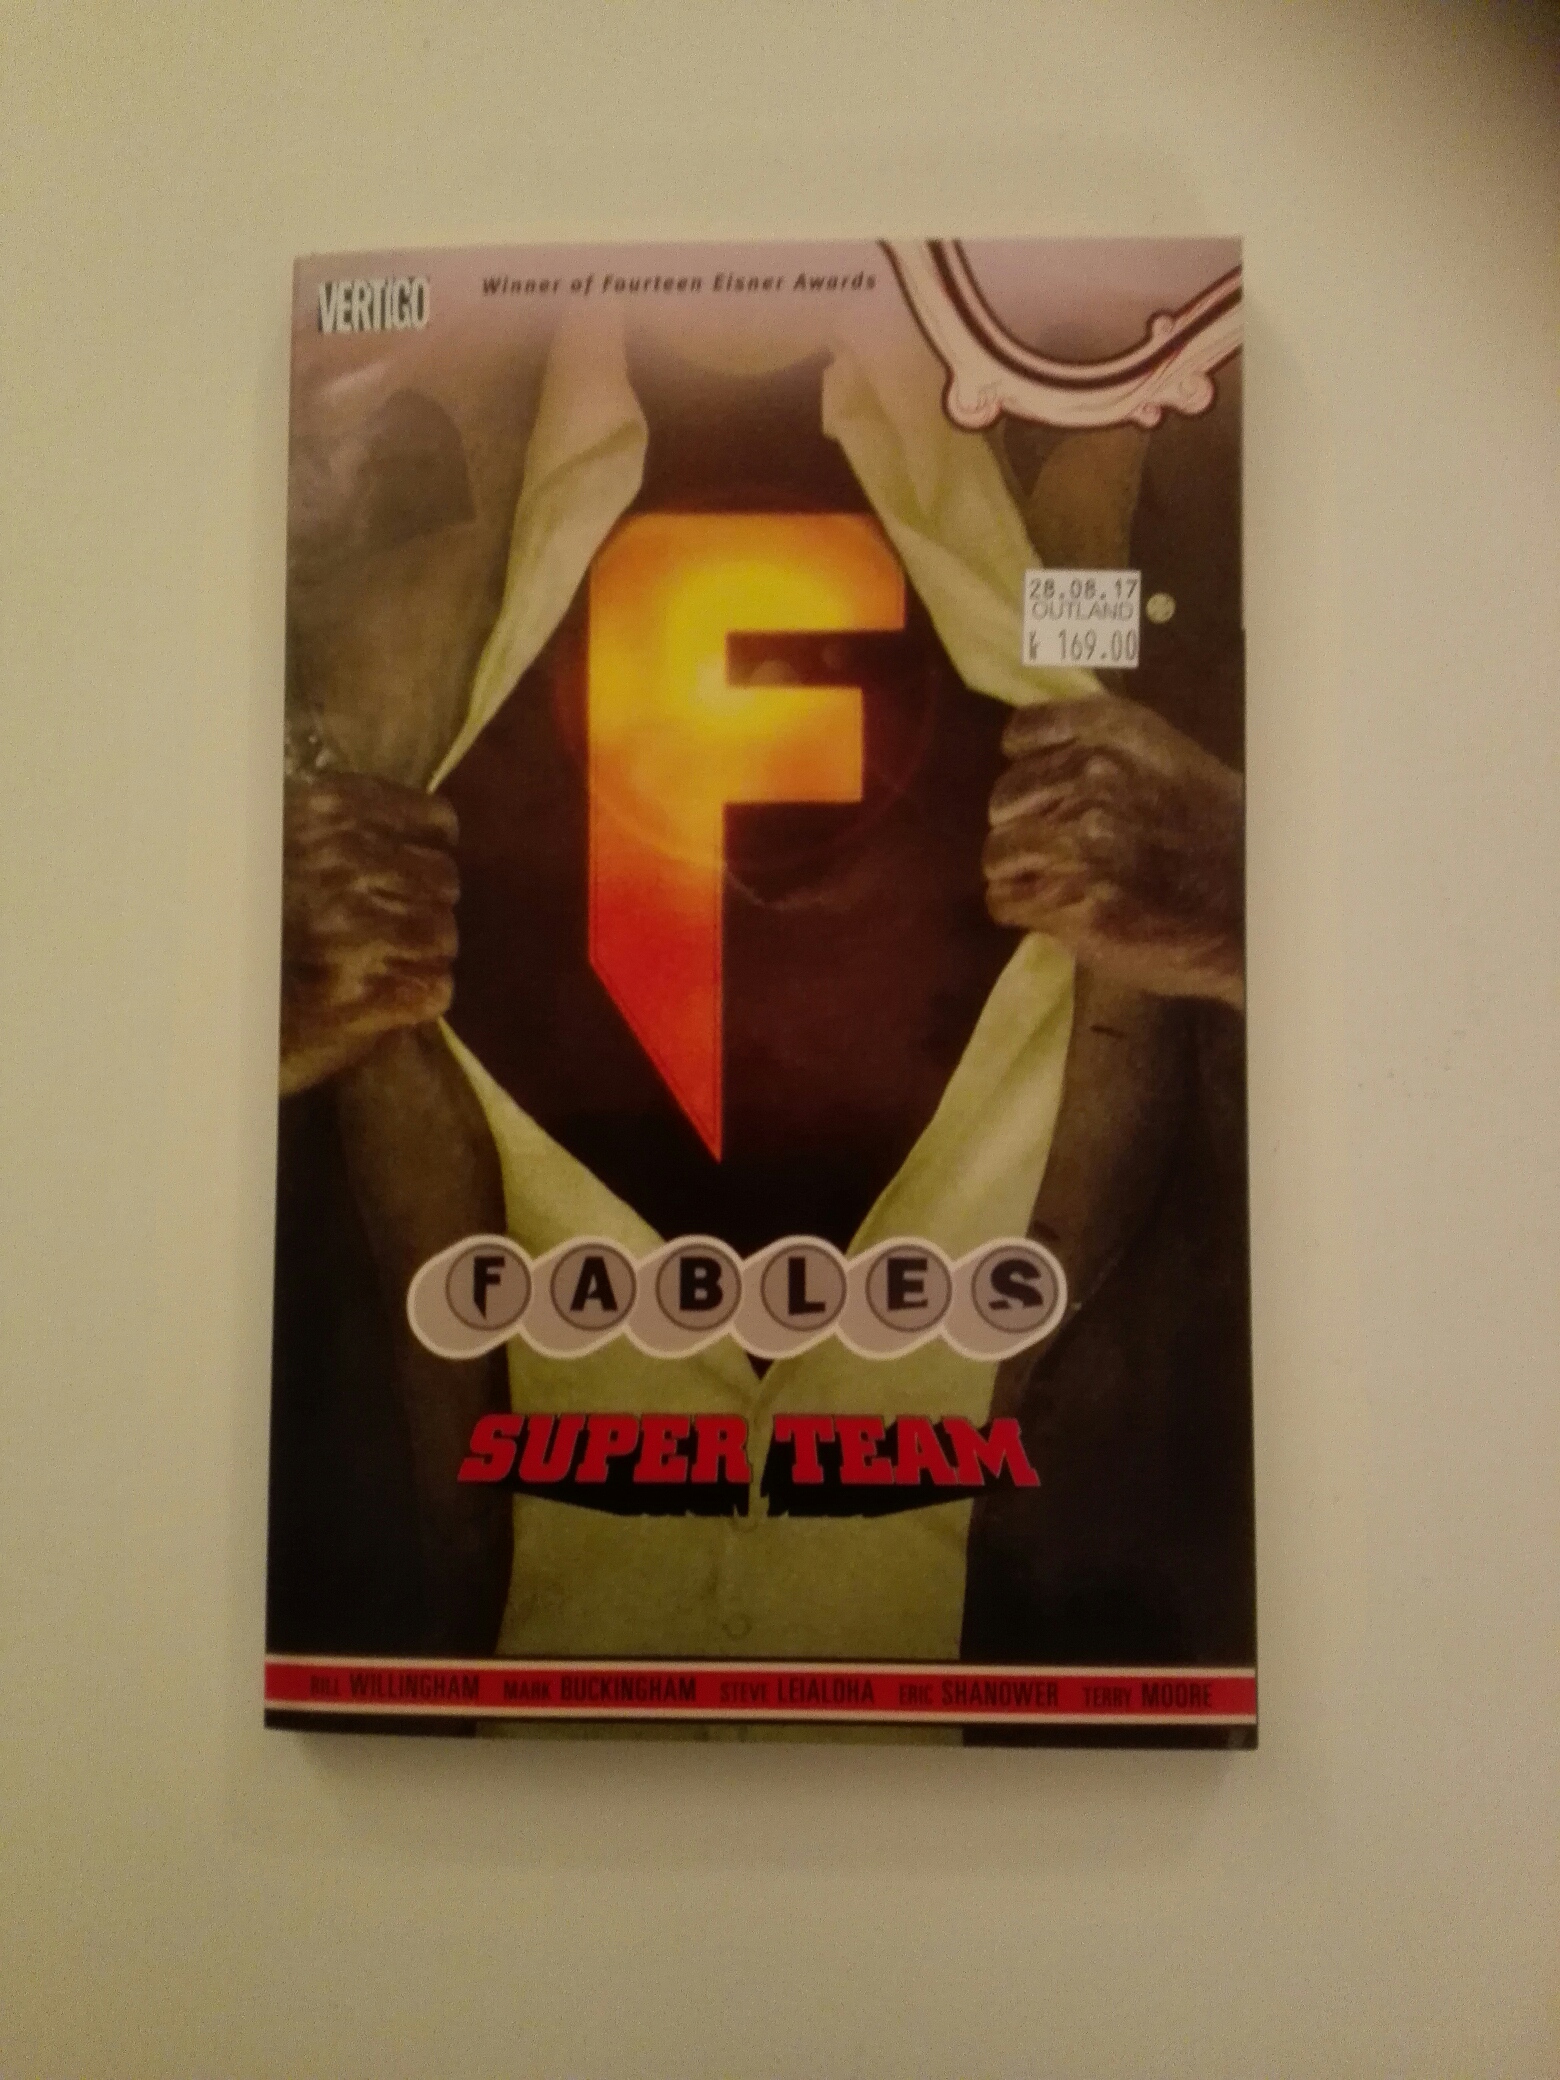 VERTIGO
Winner of Fourteen Eisner Awards
F
28.08.17
OUTLAND
kr 169.00
FABLES
SUPER TEAM
BILL WILLINGHAM MARK BUCKINGHAM STEVE LEIALOHA ERIC SHANOWER TERRY MOORE